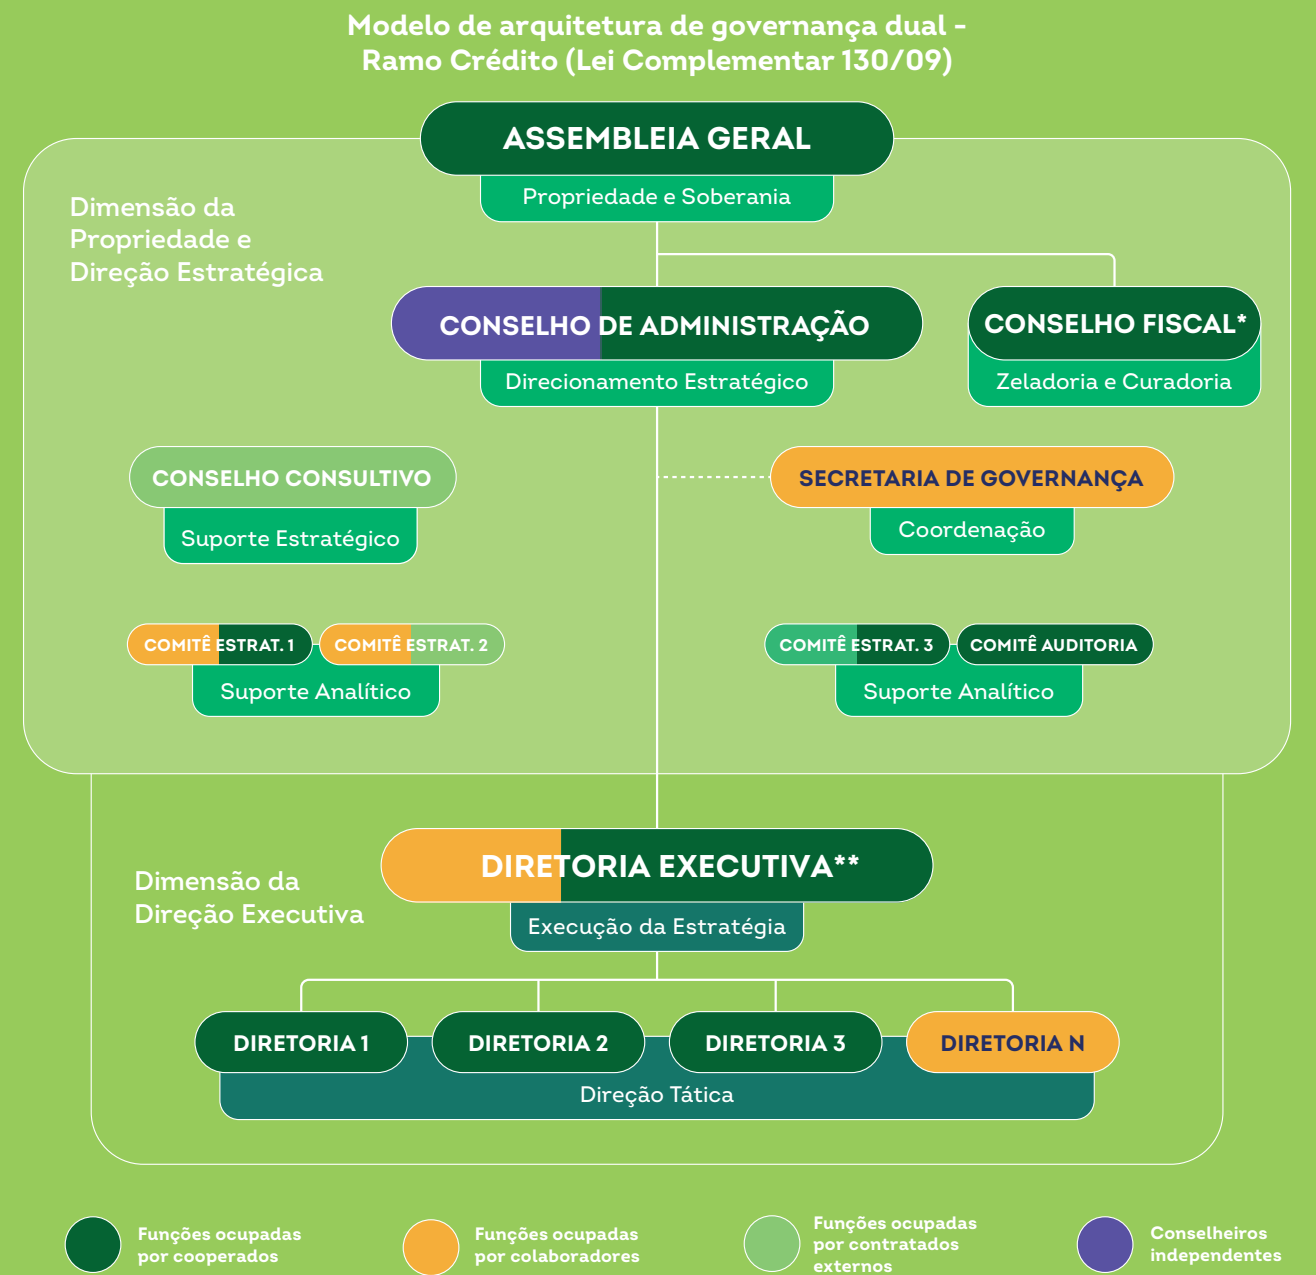 Modelo de arquitetura de governança dual -
Ramo Crédito (Lei Complementar 130/09)
ASSEMBLEIA GERAL
Propriedade e Soberania
Dimensão da
Propriedade e
Direção Estratégica
CONSELHO DE ADMINISTRAÇÃO
Direcionamento Estratégico
CONSELHO FISCAL*
Zeladoria e Curadoria
CONSELHO CONSULTIVO
Suporte Estratégico
SECRETARIA DE GOVERNANÇA
Coordenação
COMITÊ ESTRAT. 1
COMITÊ ESTRAT. 2
Suporte Analítico
COMITÊ ESTRAT. 3
COMITÊ AUDITORIA
Suporte Analítico
Dimensão da
Direção Executiva
DIRETORIA EXECUTIVA**
Execução da Estratégia
DIRETORIA 1
DIRETORIA 2
DIRETORIA 3
DIRETORIA N
Direção Tática
Funções ocupadas
por cooperados
Funções ocupadas
por colaboradores
Funções ocupadas
por contratados
externos
Conselheiros
independentes